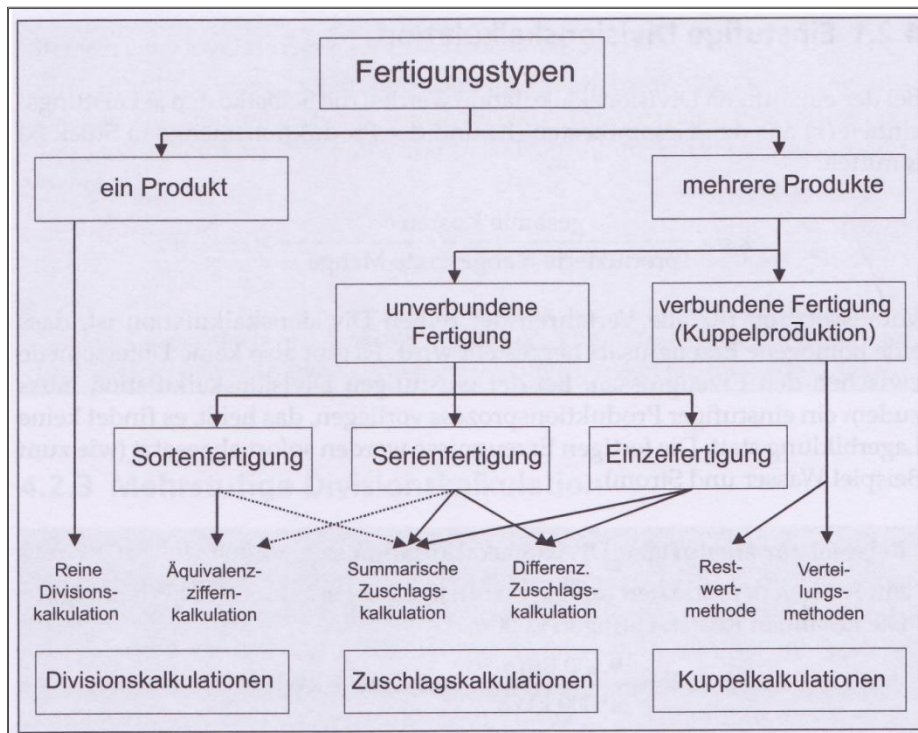 Fertigungstypen
ein Produkt
mehrere Produkte
unverbundene
Fertigung
verbundene Fertigung
(Kuppelproduktion)
Sortenfertigung
Serienfertigung
Einzelfertigung
Reine
Divisions-
kalkulation
Äquivalenz-
ziffern-
kalkulation
Summarische
Zuschlags-
kalkulation
Differenz.
Zuschlags-
kalkulation
Rest-
wert-
methode
Vertei-
lungs-
methoden
Divisionskalkulationen
Zuschlagskalkulationen
Kuppelkalkulationen